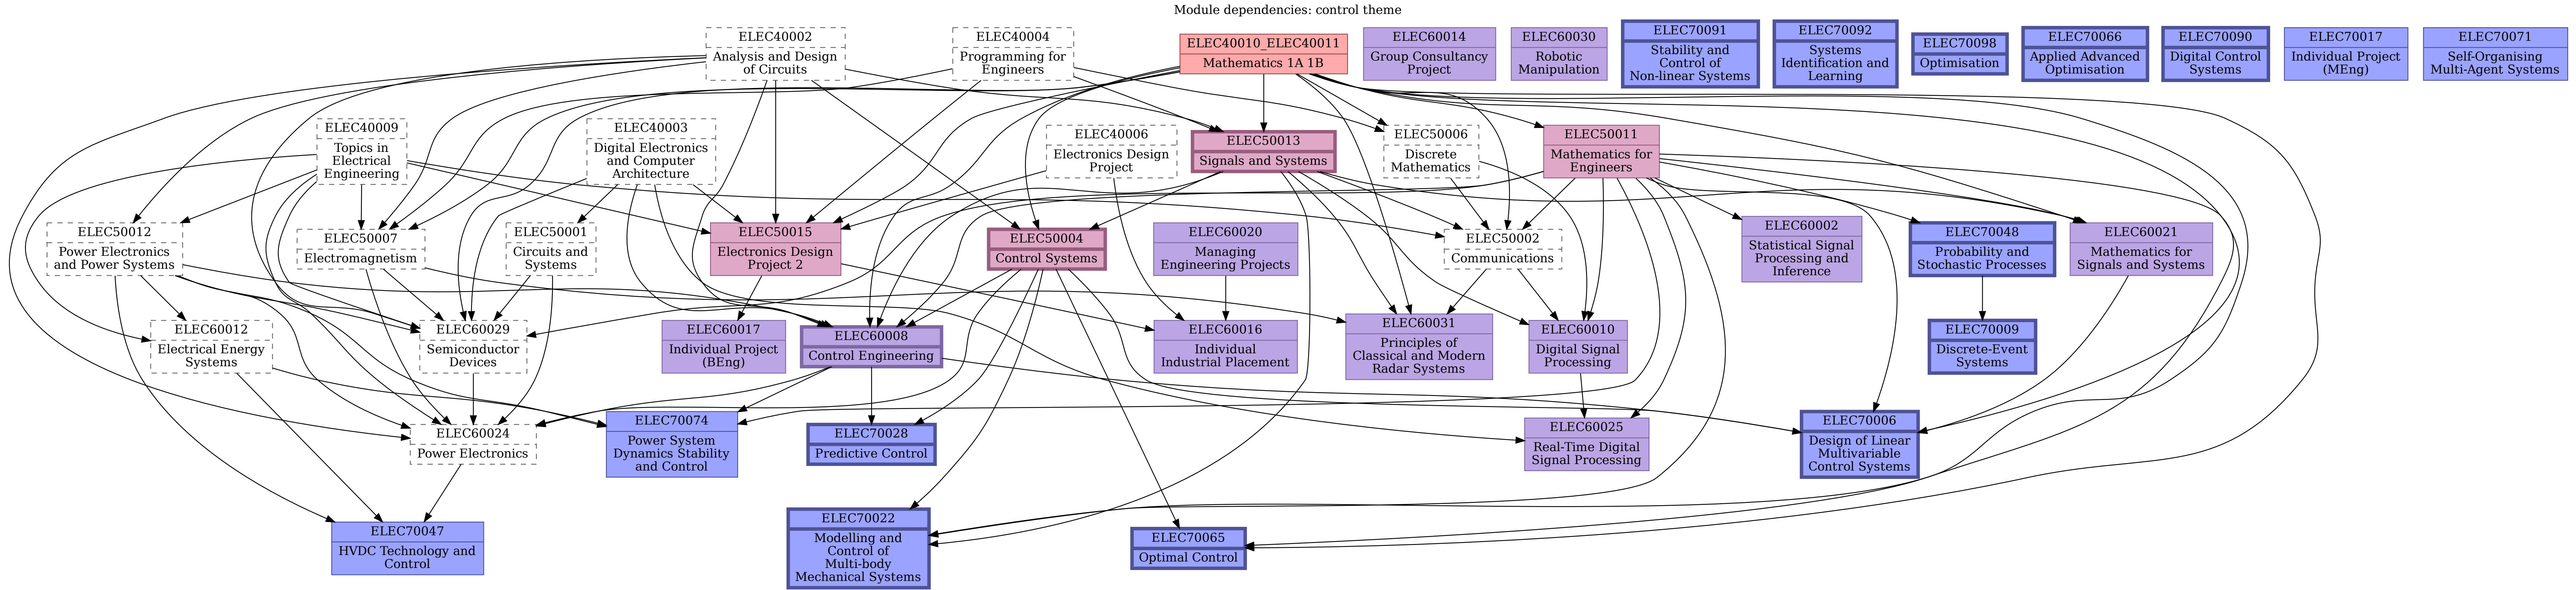 Module dependencies: control theme
ELEC40002
Analysis and Design
of Circuits
ELEC40004
Programming for
Engineers
ELEC40010_ELEC40011
Mathematics 1A 1B
ELEC60014
Group Consultancy
Project
ELEC60030
Robotic
Manipulation
ELEC70091
Stability and
Control of
Non-linear Systems
ELEC70092
Systems
Identification and
Learning
ELEC70098
Optimisation
ELEC70066
Applied Advanced
Optimisation
ELEC70090
Digital Control
Systems
ELEC70017
Individual Project
(MEng)
ELEC70071
Self-Organising
Multi-Agent Systems
ELEC40009
Topics in
Electrical
Engineering
ELEC40003
Digital Electronics
and Computer
Architecture
ELEC40006
Electronics Design
Project
ELEC50013
Signals and Systems
ELEC50006
Discrete
Mathematics
ELEC50011
Mathematics for
Engineers
ELEC50012
Power Electronics
and Power Systems
ELEC50007
Electromagnetism
ELEC50001
Circuits and
Systems
ELEC50015
Electronics Design
Project 2
ELEC50004
Control Systems
ELEC60020
Managing
Engineering Projects
ELEC50002
Communications
ELEC60002
Statistical Signal
Processing and
Inference
ELEC70048
Probability and
Stochastic Processes
ELEC60021
Mathematics for
Signals and Systems
ELEC60012
Electrical Energy
Systems
ELEC60029
Semiconductor
Devices
ELEC60017
Individual Project
(BEng)
ELEC60008
Control Engineering
ELEC60016
Individual
Industrial Placement
ELEC60031
Principles of
Classical and Modern
Radar Systems
ELEC60010
Digital Signal
Processing
ELEC70009
Discrete-Event
Systems
ELEC60024
Power Electronics
ELEC70074
Power System
Dynamics Stability
and Control
ELEC70028
Predictive Control
ELEC60025
Real-Time Digital
Signal Processing
ELEC70006
Design of Linear
Multivariable
Control Systems
ELEC70047
HVDC Technology and
Control
ELEC70022
Modelling and
Control of
Multi-body
Mechanical Systems
ELEC70065
Optimal Control